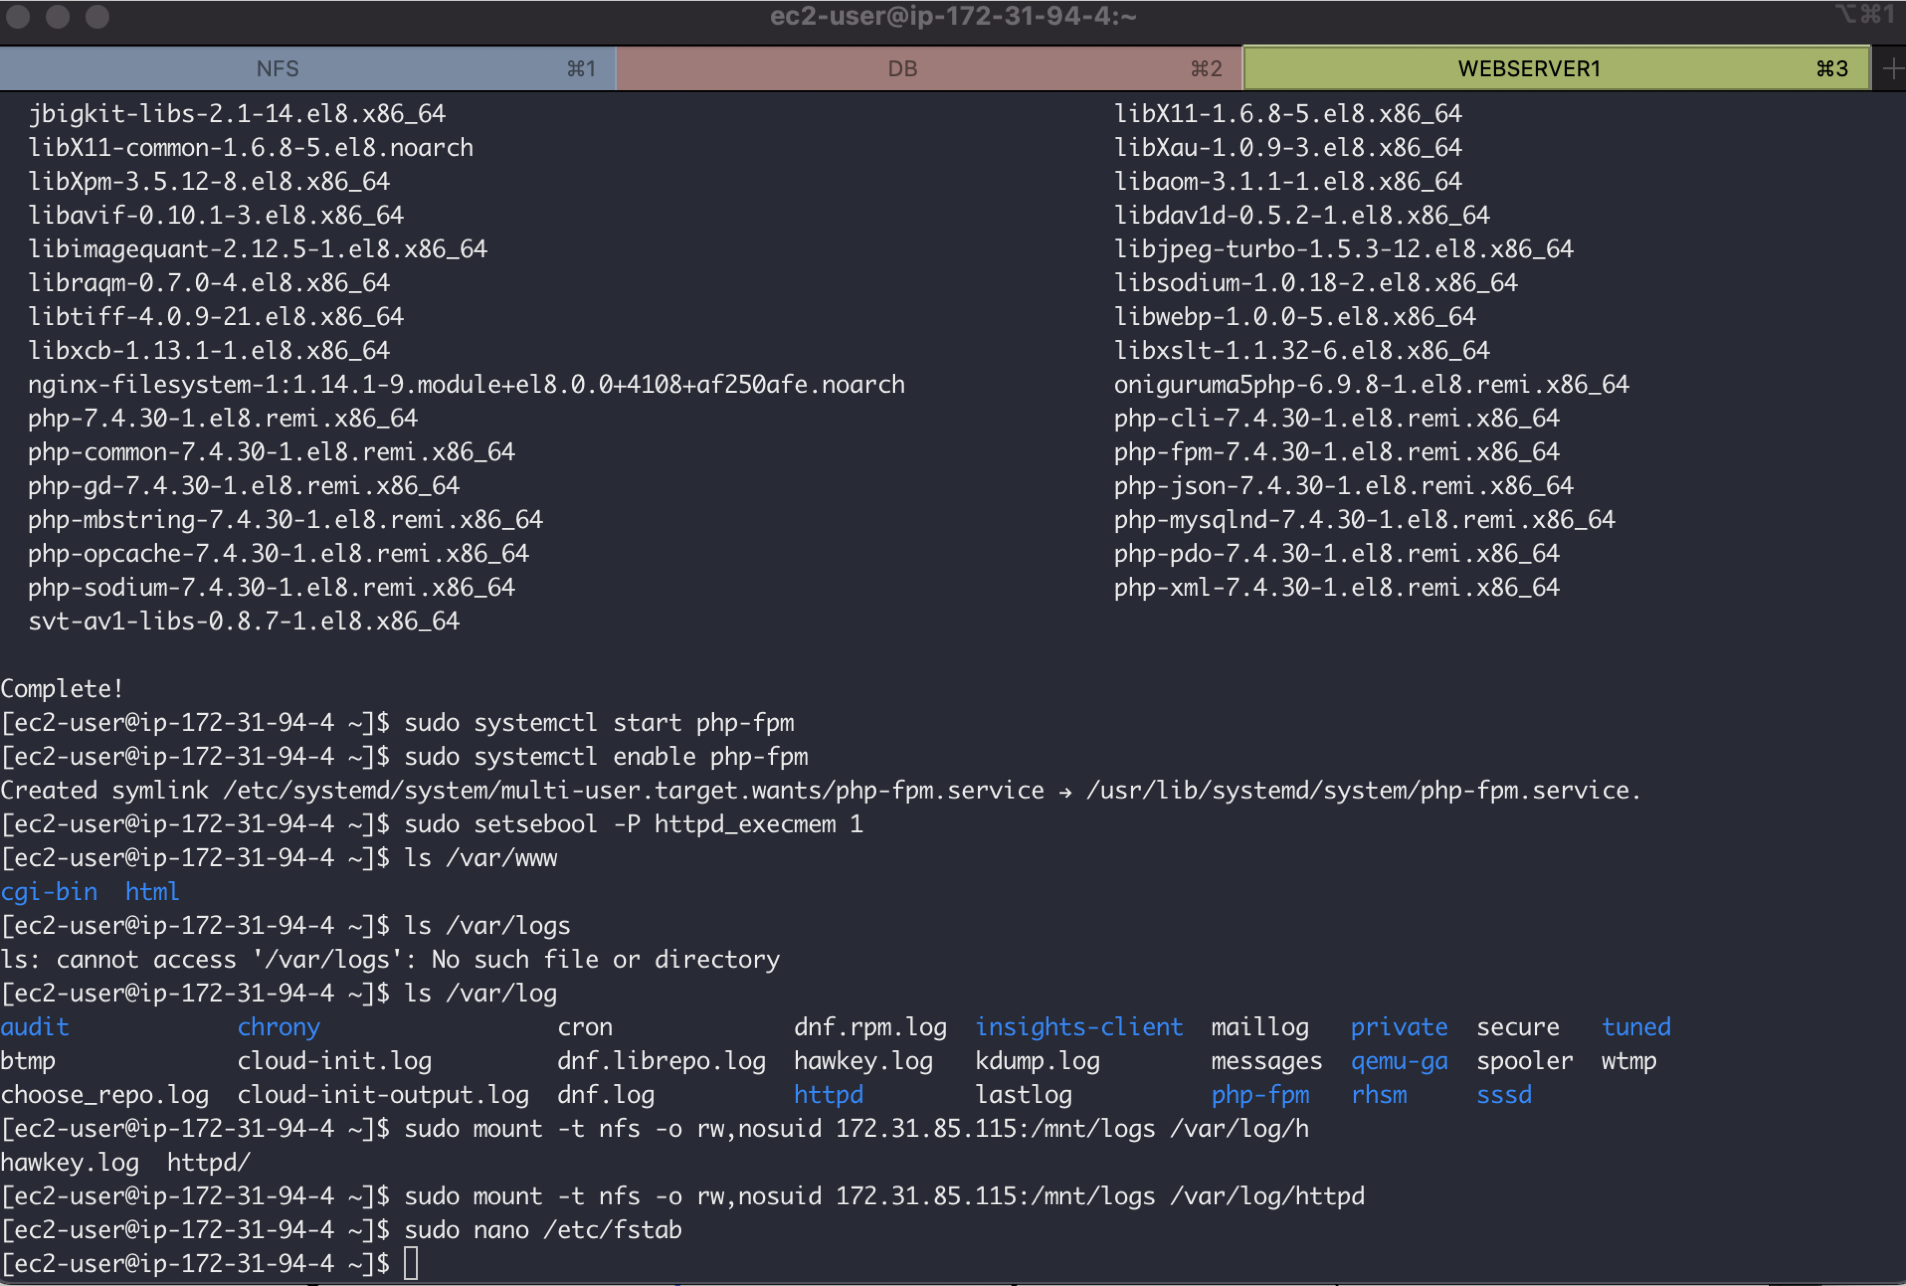 ec2-user@ip-172-31-94-4:~ ⌥⌘1
NFS ⌘1 DB ⌘2 WEBSERVER1 ⌘3 +
jbigkit-libs-2.1-14.el8.x86_64 libX11-1.6.8-5.el8.x86_64
libX11-common-1.6.8-5.el8.noarch libXau-1.0.9-3.el8.x86_64
libXpm-3.5.12-8.el8.x86_64 libaom-3.1.1-1.el8.x86_64
libavif-0.10.1-3.el8.x86_64 libdav1d-0.5.2-1.el8.x86_64
libimagequant-2.12.5-1.el8.x86_64 libjpeg-turbo-1.5.3-12.el8.x86_64
libraqm-0.7.0-4.el8.x86_64 libsodium-1.0.18-2.el8.x86_64
libtiff-4.0.9-21.el8.x86_64 libwebp-1.0.0-5.el8.x86_64
libxcb-1.13.1-1.el8.x86_64 libxslt-1.1.32-6.el8.x86_64
nginx-filesystem-1:1.14.1-9.module+el8.0.0+4108+af250afe.noarch oniguruma5php-6.9.8-1.el8.remi.x86_64
php-7.4.30-1.el8.remi.x86_64 php-cli-7.4.30-1.el8.remi.x86_64
php-common-7.4.30-1.el8.remi.x86_64 php-fpm-7.4.30-1.el8.remi.x86_64
php-gd-7.4.30-1.el8.remi.x86_64 php-json-7.4.30-1.el8.remi.x86_64
php-mbstring-7.4.30-1.el8.remi.x86_64 php-mysqlnd-7.4.30-1.el8.remi.x86_64
php-opcache-7.4.30-1.el8.remi.x86_64 php-pdo-7.4.30-1.el8.remi.x86_64
php-sodium-7.4.30-1.el8.remi.x86_64 php-xml-7.4.30-1.el8.remi.x86_64
svt-av1-libs-0.8.7-1.el8.x86_64
Complete!
[ec2-user@ip-172-31-94-4 ~]$ sudo systemctl start php-fpm
[ec2-user@ip-172-31-94-4 ~]$ sudo systemctl enable php-fpm
Created symlink /etc/systemd/system/multi-user.target.wants/php-fpm.service → /usr/lib/systemd/system/php-fpm.service.
[ec2-user@ip-172-31-94-4 ~]$ sudo setsebool -P httpd_execmem 1
[ec2-user@ip-172-31-94-4 ~]$ ls /var/www
cgi-bin html
[ec2-user@ip-172-31-94-4 ~]$ ls /var/logs
ls: cannot access '/var/logs': No such file or directory
[ec2-user@ip-172-31-94-4 ~]$ ls /var/log
audit chrony cron dnf.rpm.log insights-client maillog private secure tuned
btmp cloud-init.log dnf.librepo.log hawkey.log kdump.log messages qemu-ga spooler wtmp
choose_repo.log cloud-init-output.log dnf.log httpd lastlog php-fpm rhsm sssd
[ec2-user@ip-172-31-94-4 ~]$ sudo mount -t nfs -o rw,nosuid 172.31.85.115:/mnt/logs /var/log/h
hawkey.log httpd/
[ec2-user@ip-172-31-94-4 ~]$ sudo mount -t nfs -o rw,nosuid 172.31.85.115:/mnt/logs /var/log/httpd
[ec2-user@ip-172-31-94-4 ~]$ sudo nano /etc/fstab
[ec2-user@ip-172-31-94-4 ~]$